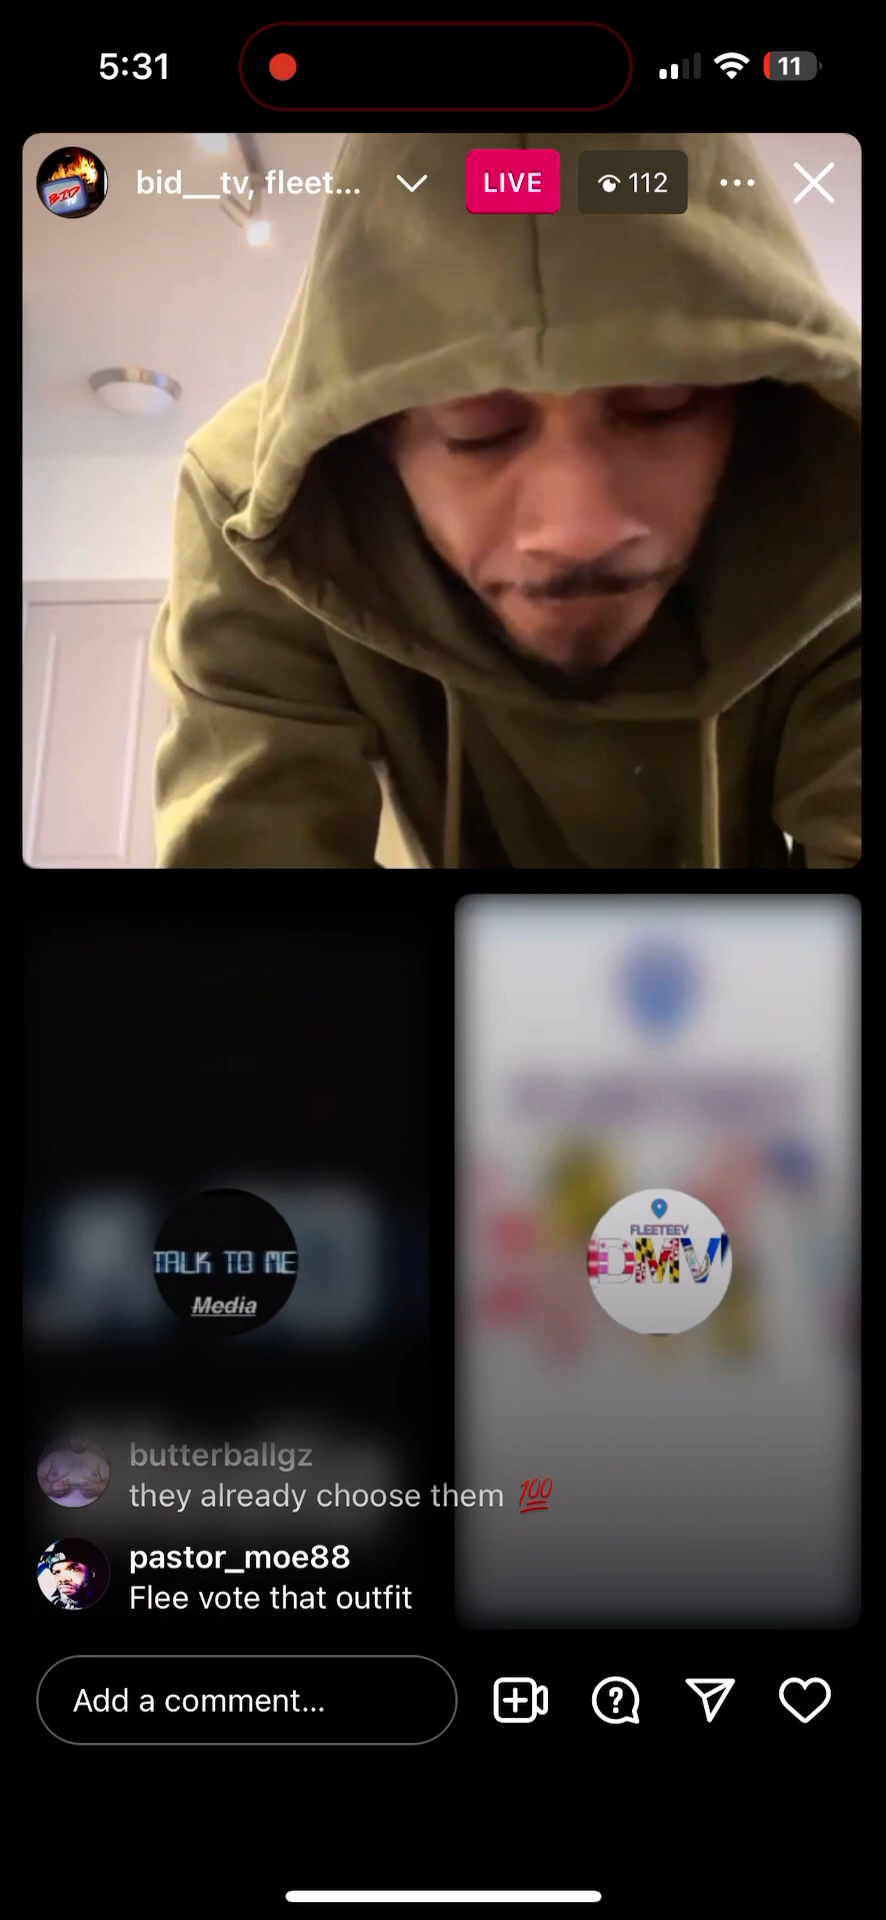 5:31
11
BID
bid__tv, fleet...
LIVE
112
TALK TO ME
Media
FLEETEEV
DMV
butterballgz
they already choose them 💯
pastor_moe88
Flee vote that outfit
Add a comment...